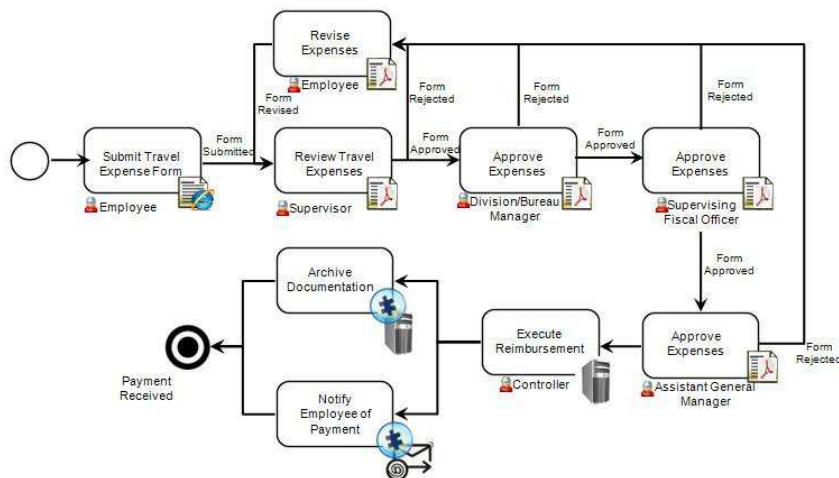 Revise
Expenses
Employee
Form
Revised
Form
Rejected
Form
Rejected
Form
Rejected
Submit Travel
Expense Form
Employee
Form
Submitted
Review Travel
Expenses
Supervisor
Form
Approved
Approve
Expenses
Division/Bureau
Manager
Form
Approved
Approve
Expenses
Supervising
Fiscal Officer
Form
Approved
Archive
Documentation
Execute
Reimbursement
Controller
Approve
Expenses
Assistant General
Manager
Form
Rejected
Payment
Received
Notify
Employee of
Payment